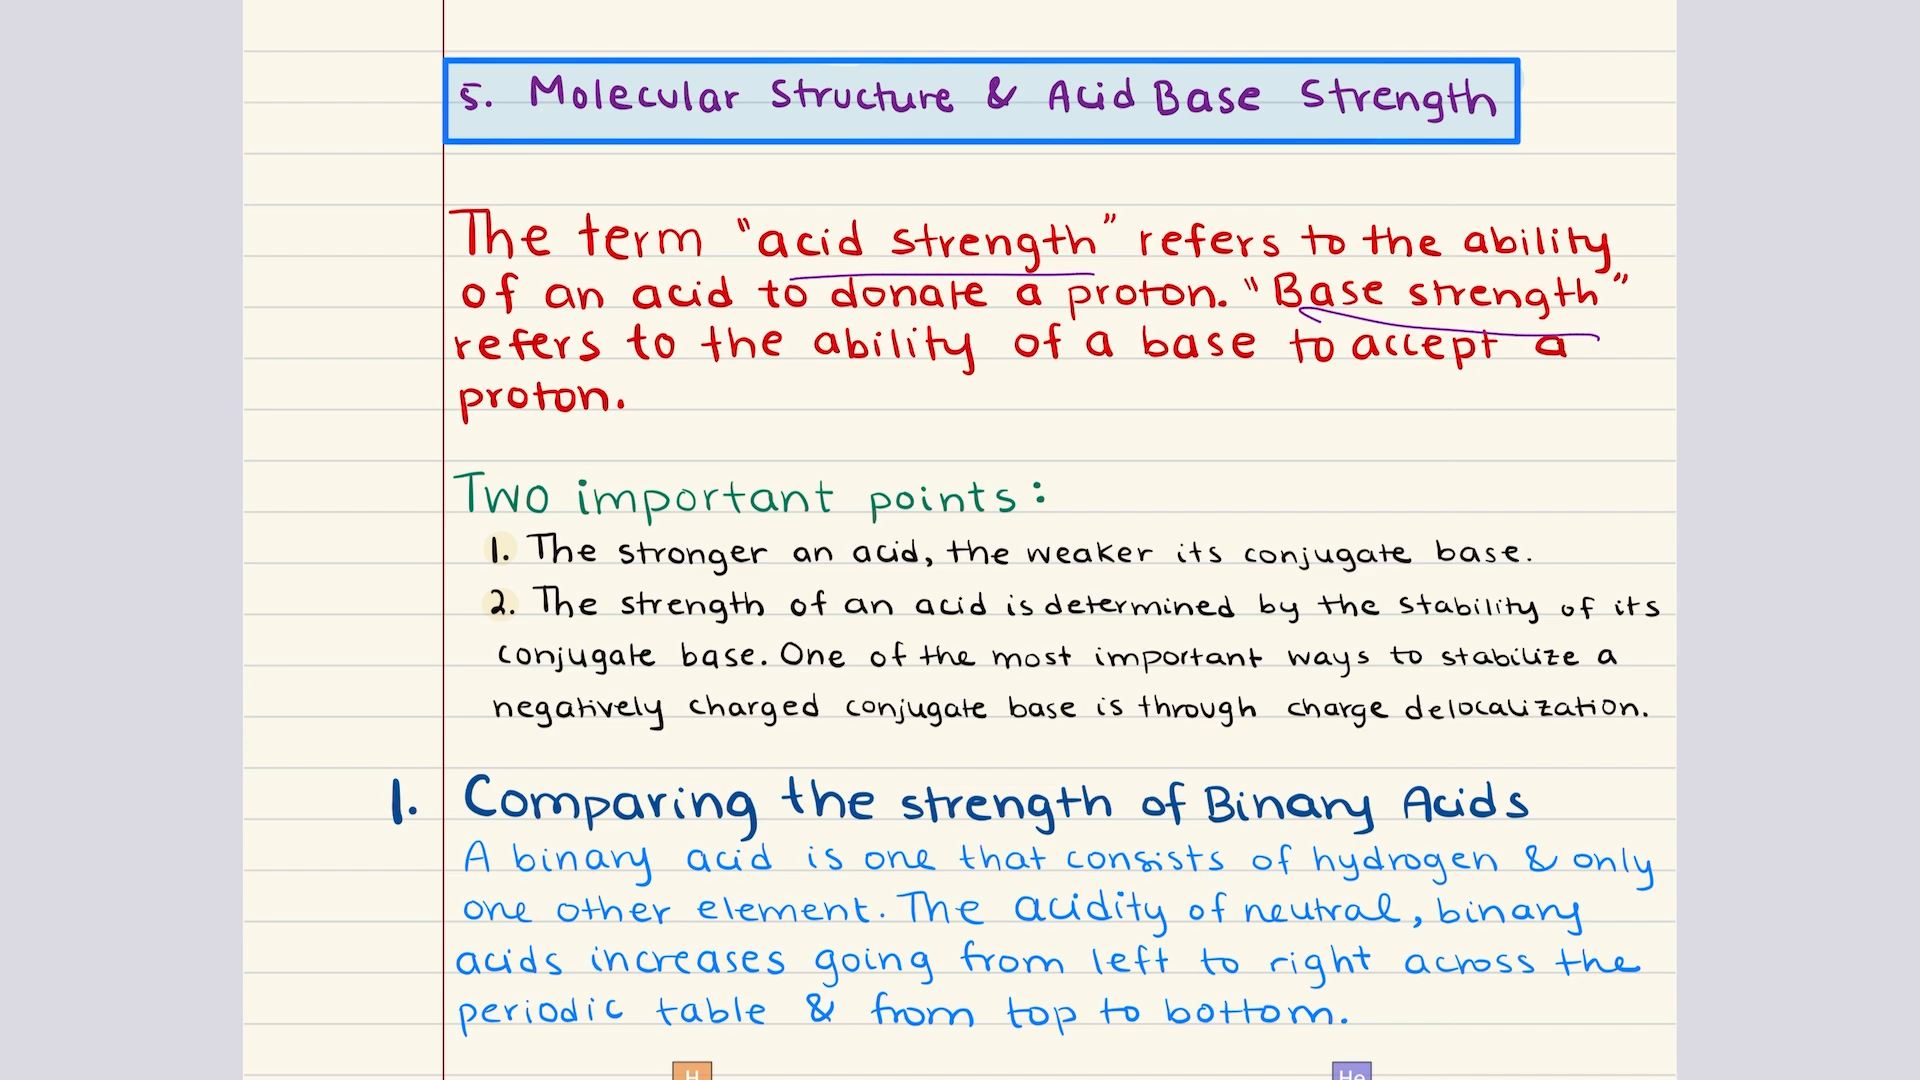 5. Molecular Structure & Acid Base Strength
The term "acid strength" refers to the ability
of an acid to donate a proton. "Base strength"
refers to the ability of a base to accept a
proton.
Two important points:
1. The stronger an acid, the weaker its conjugate base.
2. The strength of an acid is determined by the stability of its
conjugate base. One of the most important ways to stabilize a
negatively charged conjugate base is through charge delocalization.
1. Comparing the strength of Binary Acids
A binary acid is one that consists of hydrogen & only
one other element. The acidity of neutral, binary
acids increases going from left to right across the
periodic table & from top to bottom.
H He